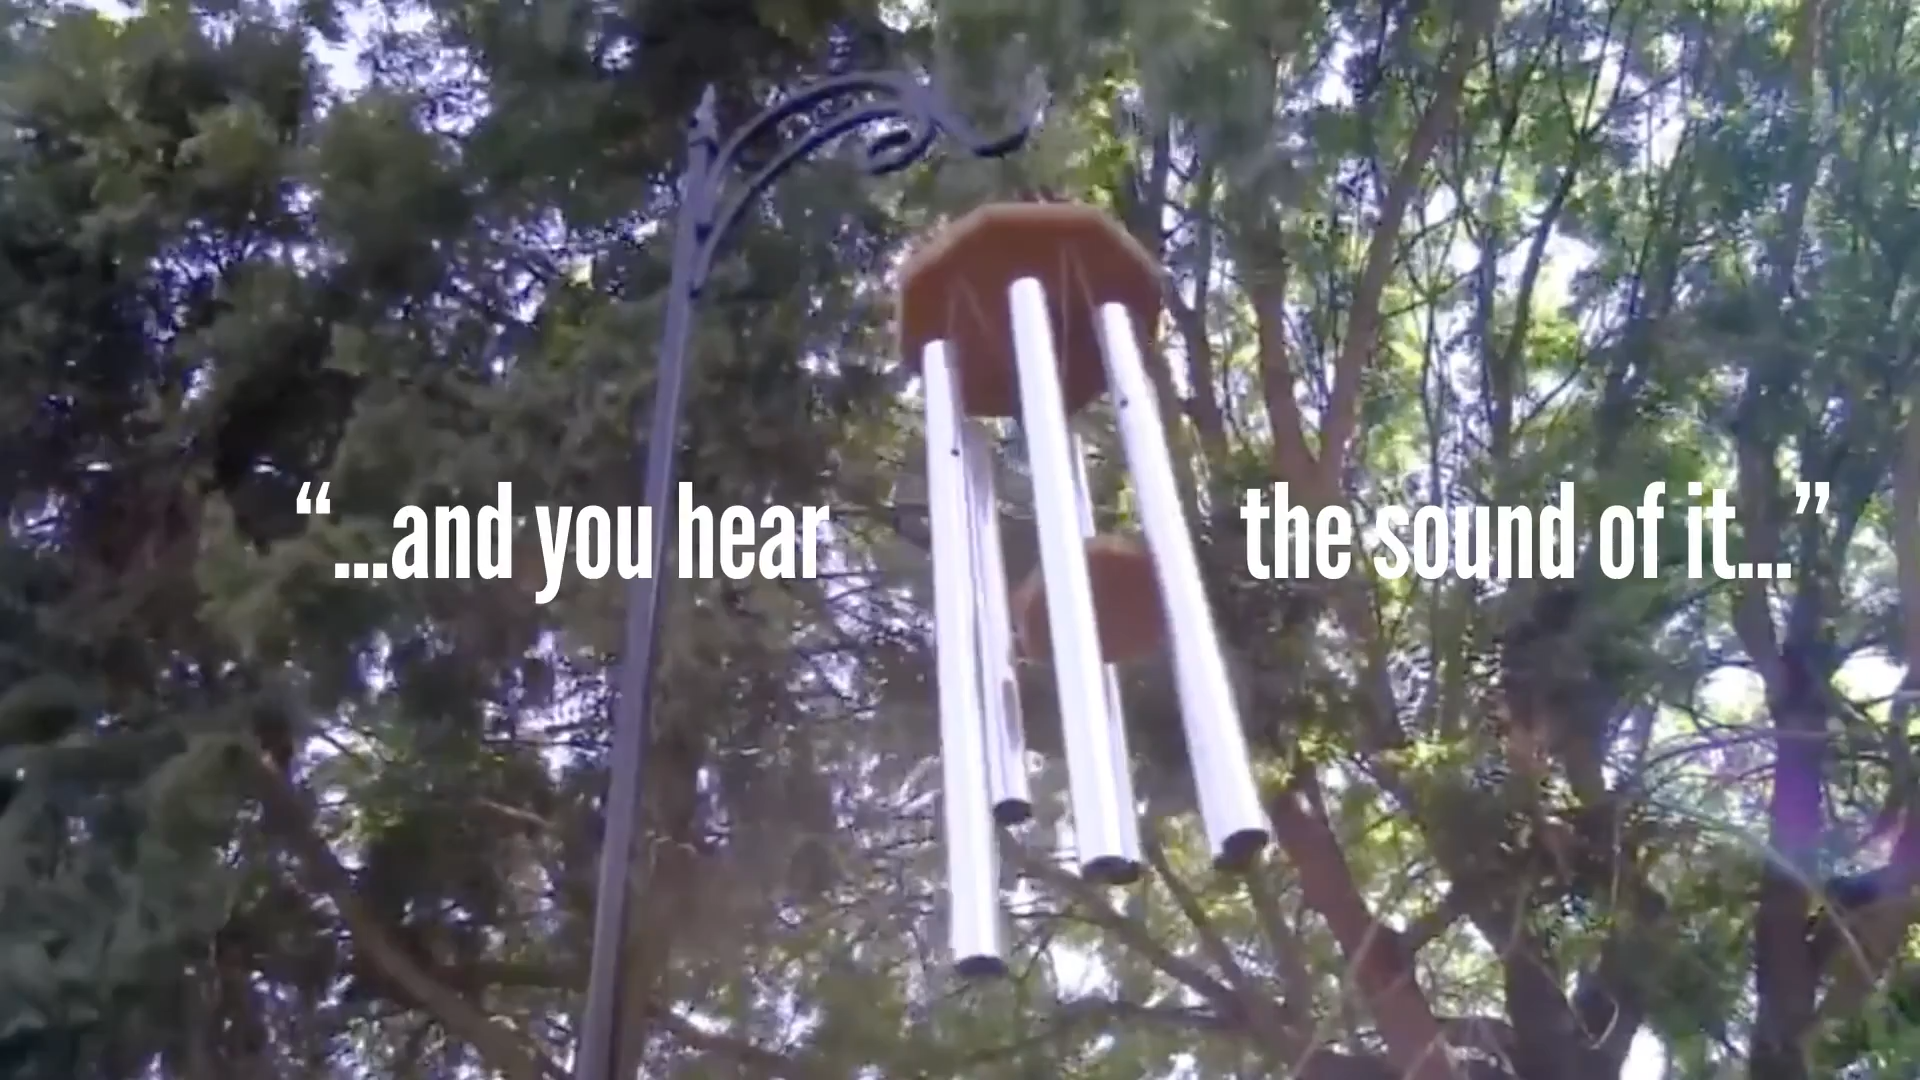 “...and you hear the sound of it...”